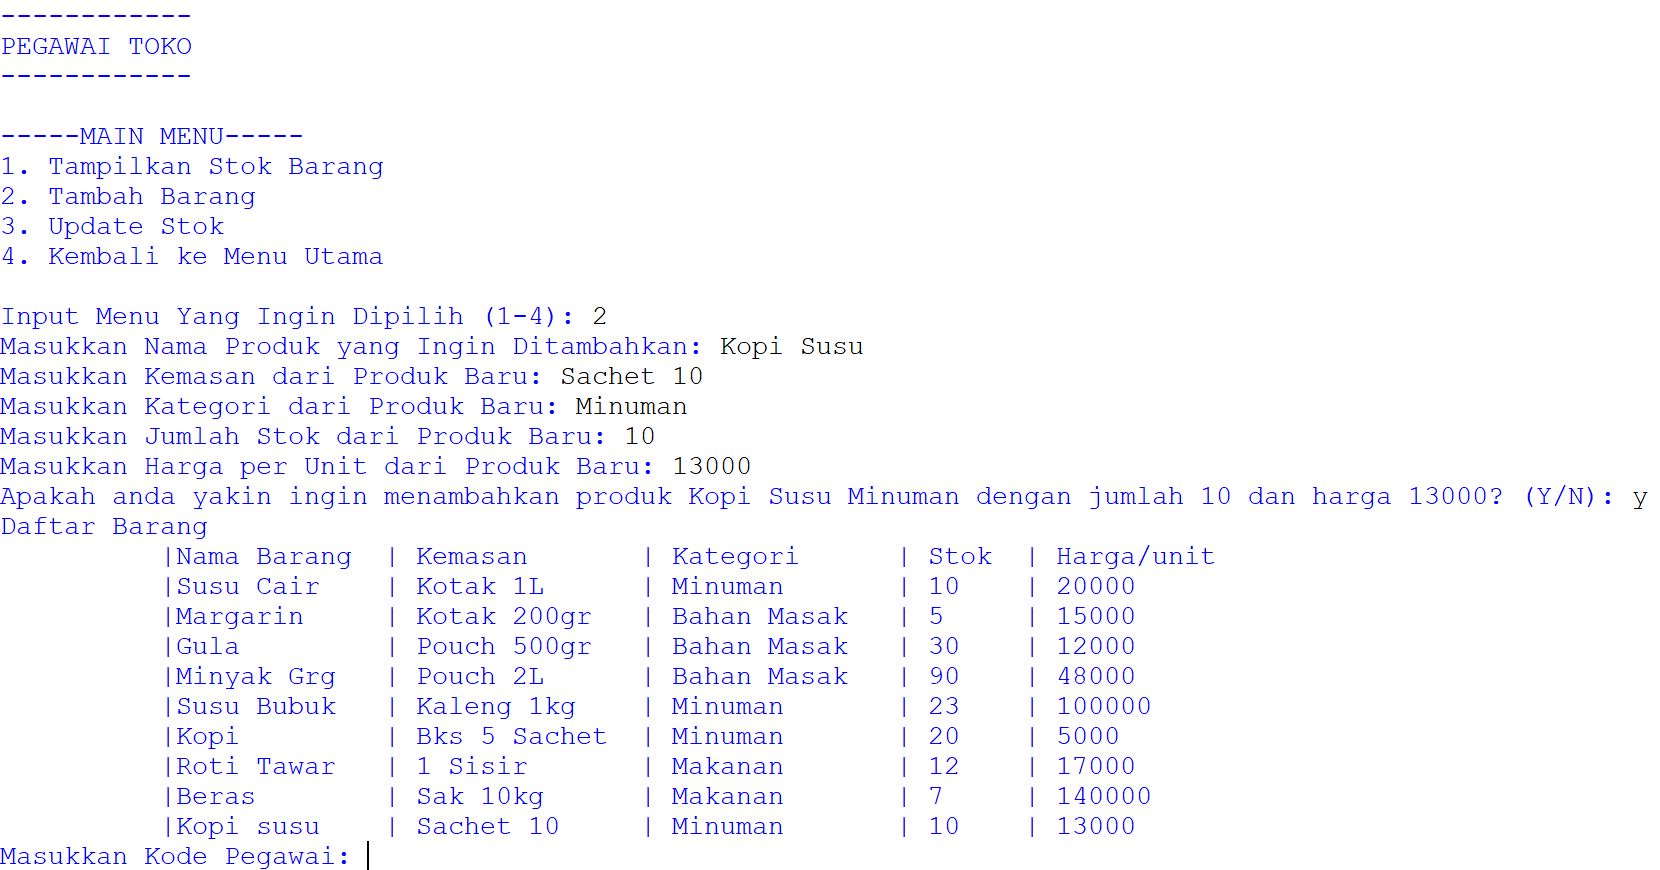 ------------
PEGAWAI TOKO
------------
-----MAIN MENU-----
1. Tampilkan Stok Barang
2. Tambah Barang
3. Update Stok
4. Kembali ke Menu Utama
Input Menu Yang Ingin Dipilih (1-4): 2
Masukkan Nama Produk yang Ingin Ditambahkan: Kopi Susu
Masukkan Kemasan dari Produk Baru: Sachet 10
Masukkan Kategori dari Produk Baru: Minuman
Masukkan Jumlah Stok dari Produk Baru: 10
Masukkan Harga per Unit dari Produk Baru: 13000
Apakah anda yakin ingin menambahkan produk Kopi Susu Minuman dengan jumlah 10 dan harga 13000? (Y/N): y
Daftar Barang
|Nama Barang | Kemasan | Kategori | Stok | Harga/unit
|Susu Cair | Kotak 1L | Minuman | 10 | 20000
|Margarin | Kotak 200gr | Bahan Masak | 5 | 15000
|Gula | Pouch 500gr | Bahan Masak | 30 | 12000
|Minyak Grg | Pouch 2L | Bahan Masak | 90 | 48000
|Susu Bubuk | Kaleng 1kg | Minuman | 23 | 100000
|Kopi | Bks 5 Sachet | Minuman | 20 | 5000
|Roti Tawar | 1 Sisir | Makanan | 12 | 17000
|Beras | Sak 10kg | Makanan | 7 | 140000
|Kopi susu | Sachet 10 | Minuman | 10 | 13000
Masukkan Kode Pegawai: